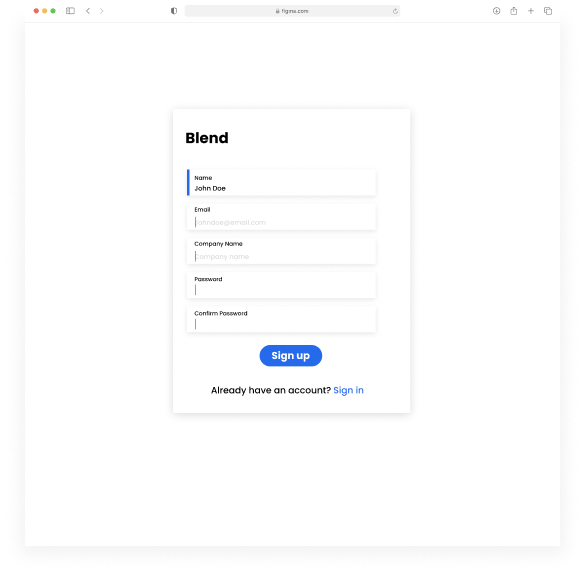 figma.com
Blend
Name
John Doe
Email
johndoe@email.com
Company Name
Company name
Password
Confirm Password
Sign up
Already have an account? Sign in